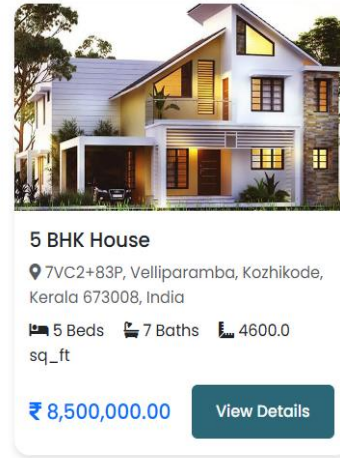 5 BHK House
7VC2+83P, Velliparamba, Kozhikode,
Kerala 673008, India
5 Beds 7 Baths 4600.0
sq_ft
₹ 8,500,000.00 View Details